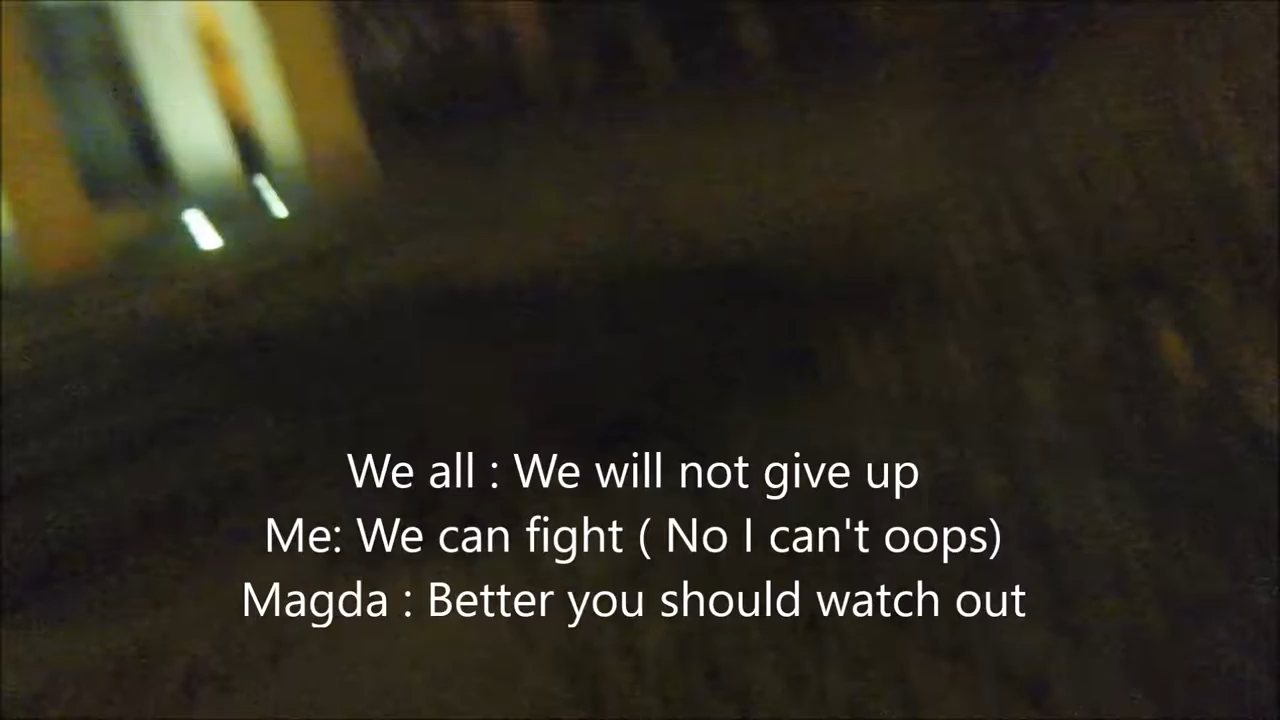 We all : We will not give up
Me: We can fight ( No I can't oops)
Magda : Better you should watch out